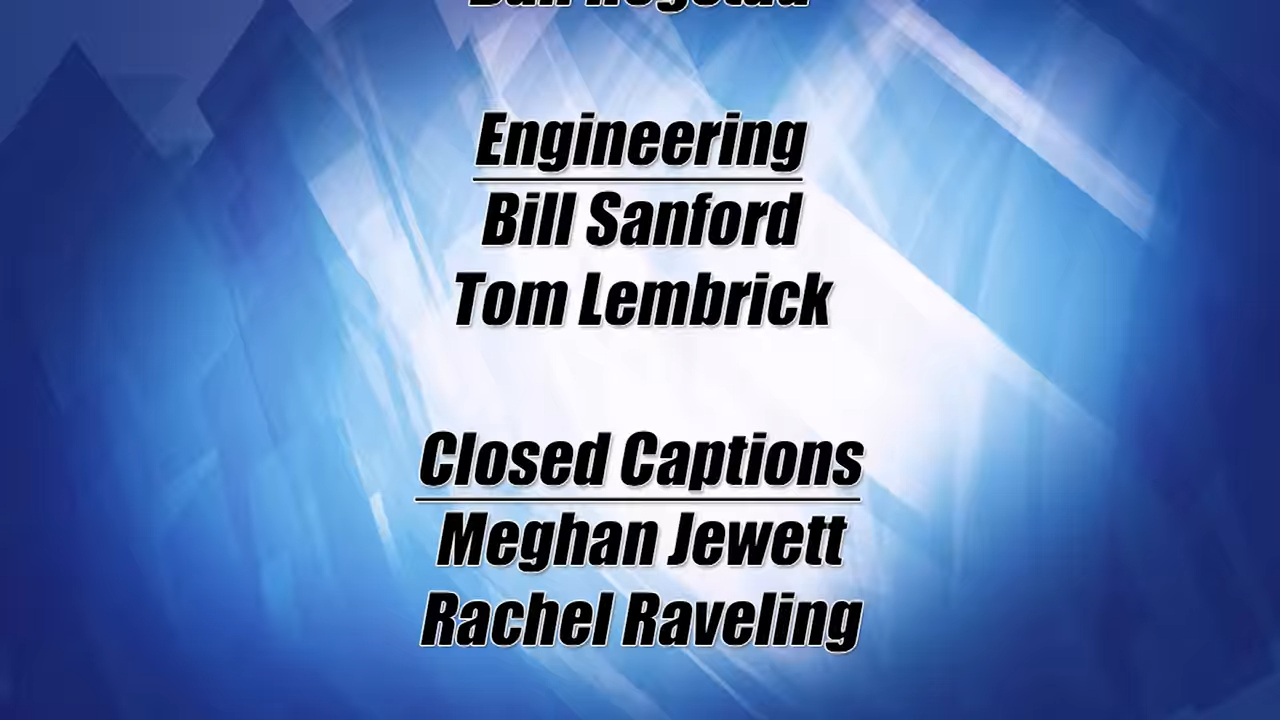 Engineering
Bill Sanford
Tom Lembrick
Closed Captions
Meghan Jewett
Rachel Raveling